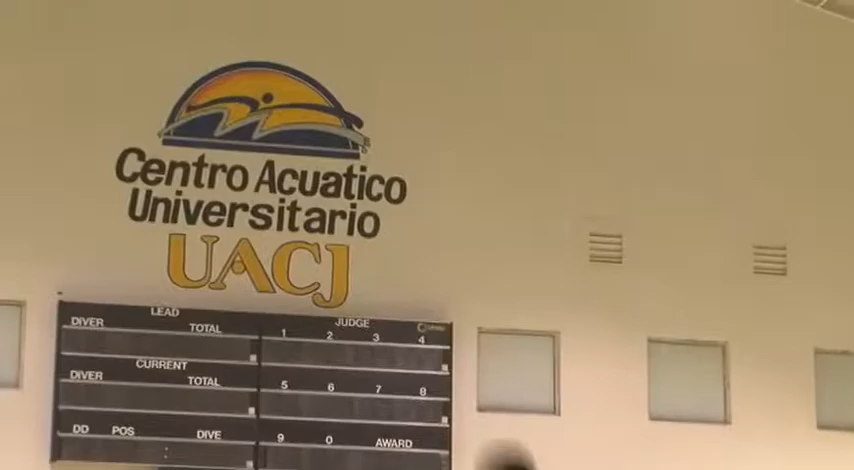 Centro Acuatico
Universitario
UACJ
LEAD
DIVER TOTAL
JUDGE
1 2 3 4
CURRENT
DIVER TOTAL
5 6 7 8
DD POS DIVE
9 0 AWARD